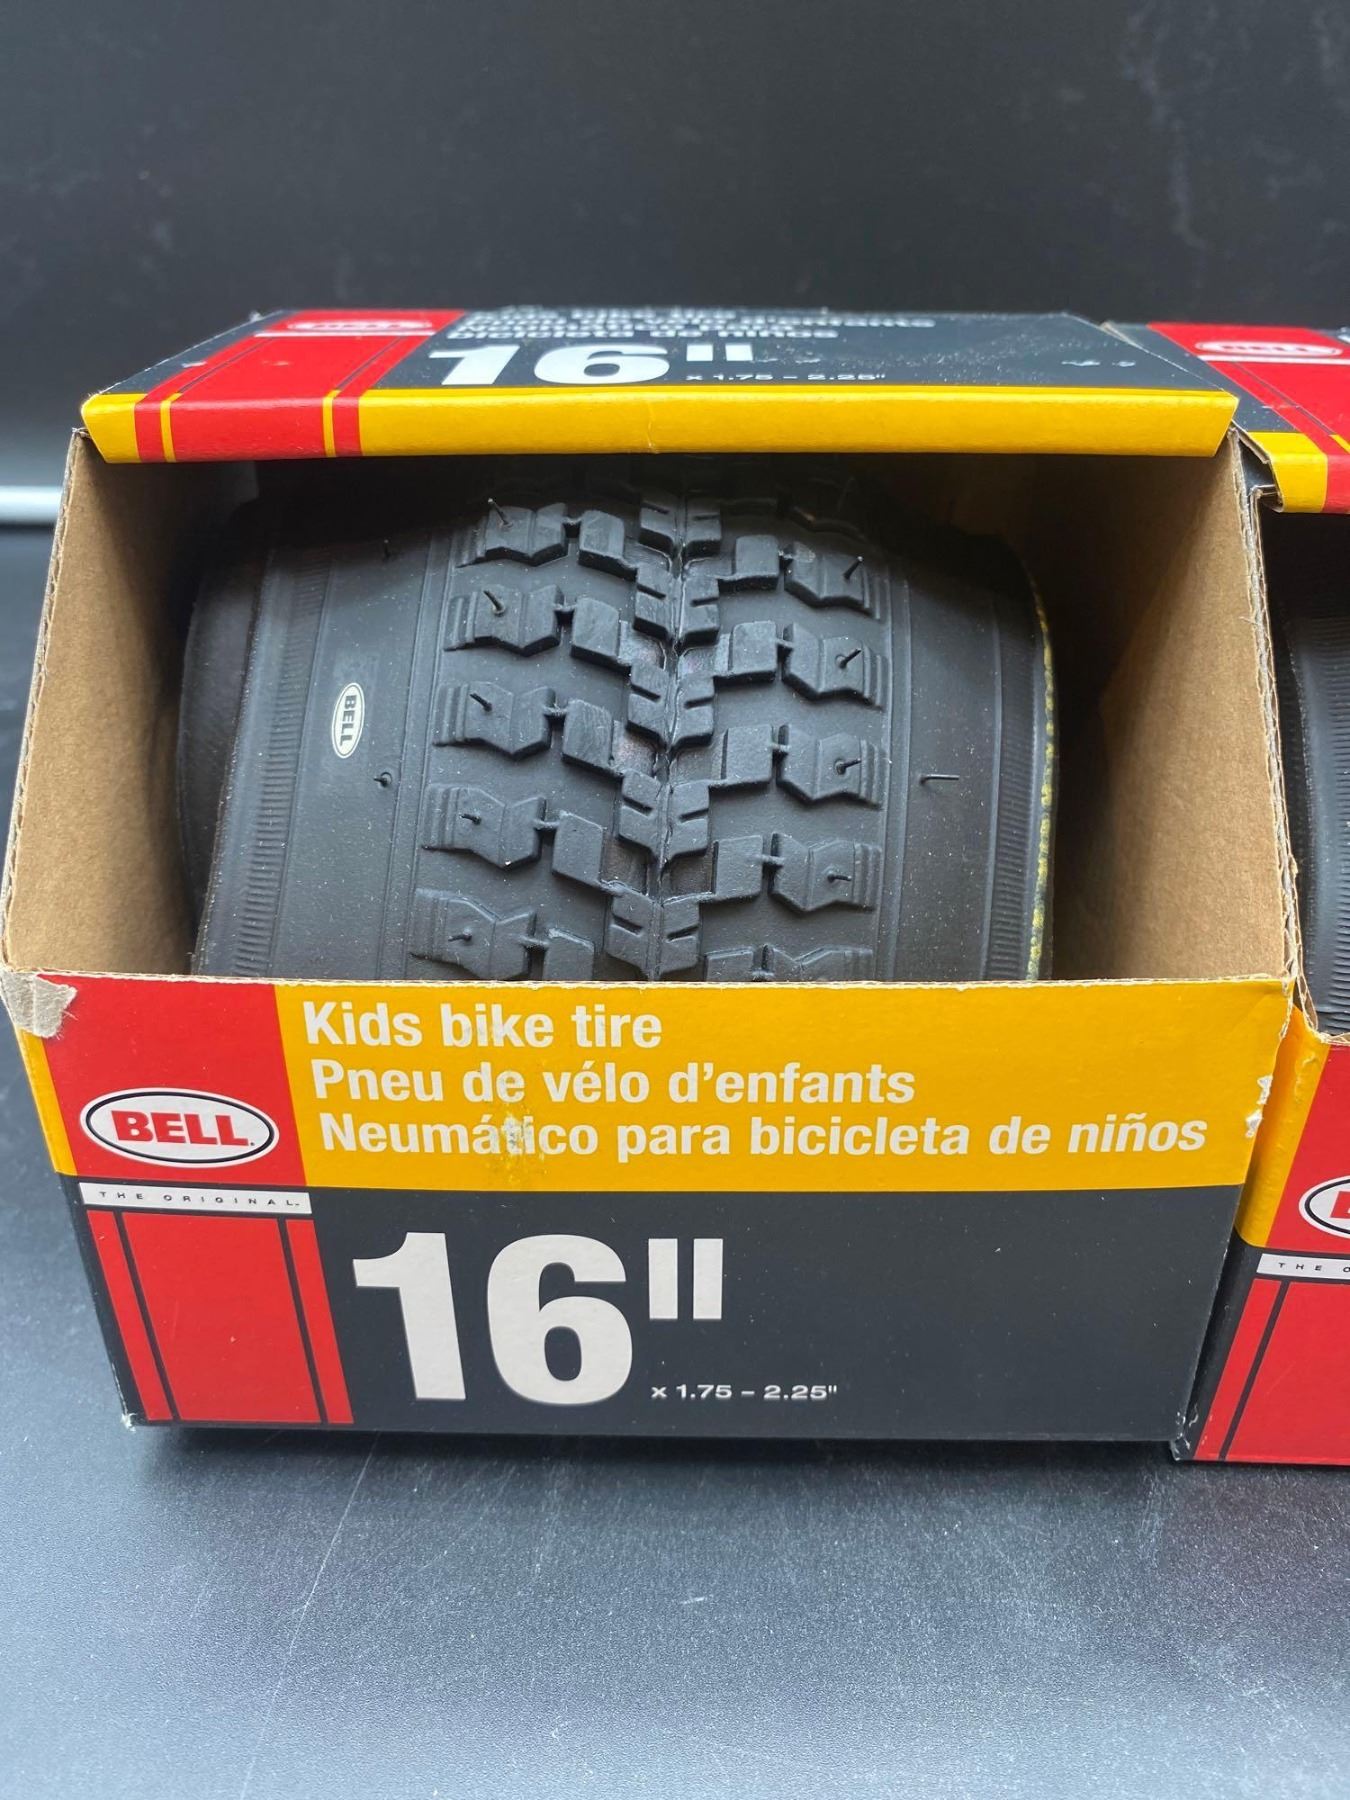 16"
x 1.75 - 2.25"
BELL
Kids bike tire
Pneu de vélo d'enfants
Neumático para bicicleta de niños
BELL
THE ORIGINAL
16"
x 1.75 - 2.25"
THE